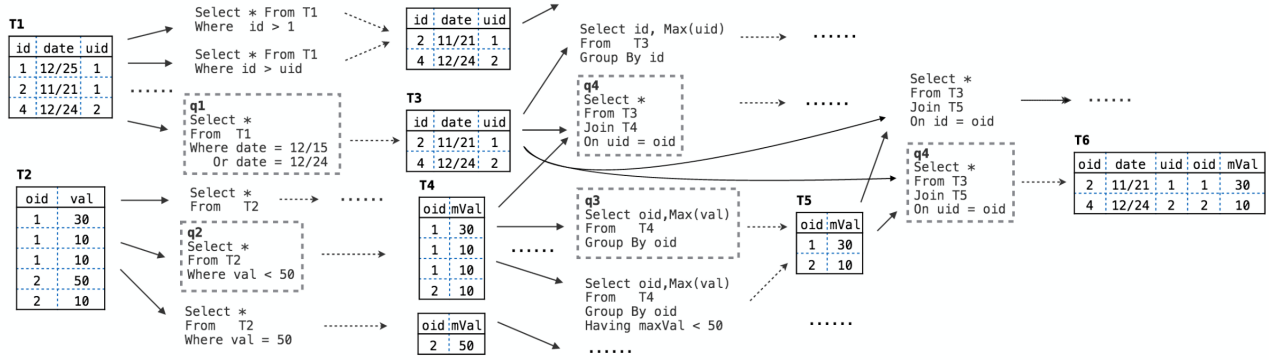 T1
id date uid
1 12/25 1
2 11/21 1
4 12/24 2
Select * From T1
Where id > 1
Select * From T1
Where id > uid
......
q1
Select *
From T1
Where date = 12/15
Or date = 12/24
id date uid
2 11/21 1
4 12/24 2
T3
id date uid
2 11/21 1
4 12/24 2
T2
oid val
1 30
1 10
1 10
2 50
2 10
Select *
From T2
......
q2
Select *
From T2
Where val < 50
Select *
From T2
Where val = 50
T4
oid mVal
1 30
1 10
1 10
2 10
oid mVal
2 50
Select id, Max(uid)
From T3
Group By id
......
q4
Select *
From T3
Join T4
On uid = oid
......
q3
Select oid,Max(val)
From T4
Group By oid
......
Select oid,Max(val)
From T4
Group By oid
Having maxVal < 50
......
......
T5
oid mVal
1 30
2 10
Select *
From T3
Join T5
On id = oid
......
q4
Select *
From T3
Join T5
On uid = oid
T6
oid date uid oid mVal
2 11/21 1 1 30
4 12/24 2 2 10